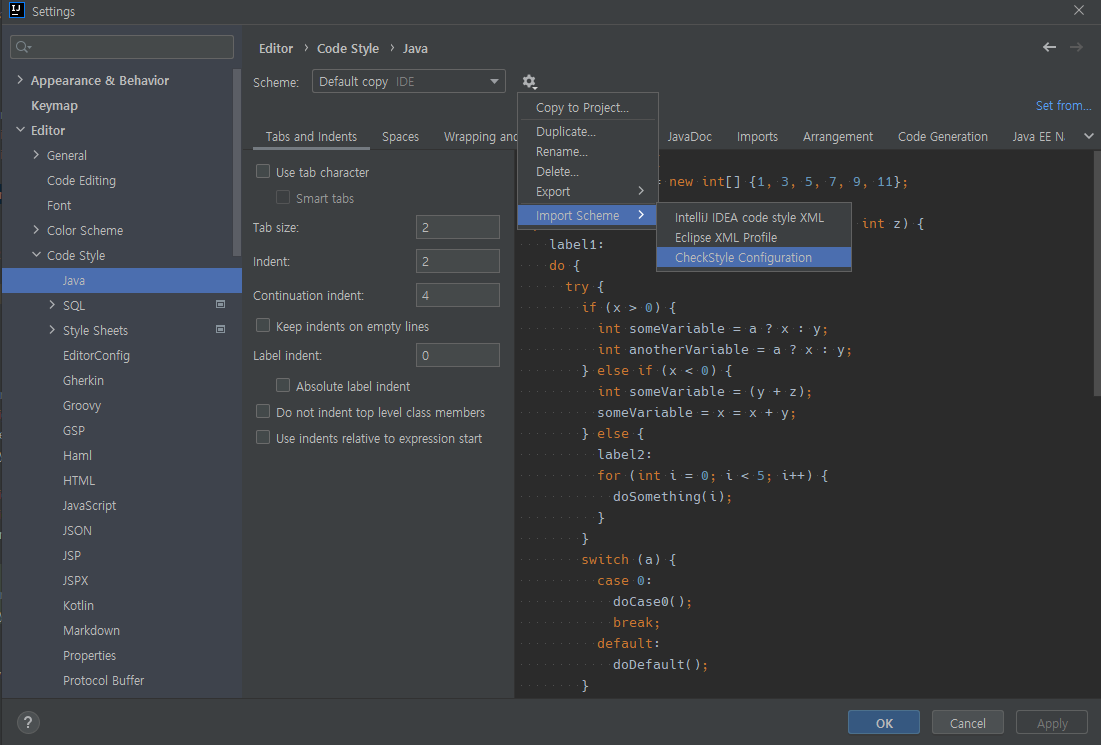 Settings
Editor › Code Style › Java
Scheme: Default copy IDE
Set from...
Appearance & Behavior
Keymap
Editor
General
Code Editing
Font
Color Scheme
Code Style
Java
SQL
Style Sheets
EditorConfig
Gherkin
Groovy
GSP
Haml
HTML
JavaScript
JSON
JSP
JSPX
Kotlin
Markdown
Properties
Protocol Buffer
Tabs and Indents Spaces Wrapping and JavaDoc Imports Arrangement Code Generation Java EE N
Copy to Project...
Duplicate...
Rename...
Delete...
Export
Import Scheme
IntelliJ IDEA code style XML
Eclipse XML Profile
CheckStyle Configuration
Use tab character
Smart tabs
Tab size: 2
Indent: 2
Continuation indent: 4
Keep indents on empty lines
Label indent: 0
Absolute label indent
Do not indent top level class members
Use indents relative to expression start
= new int[] {1, 3, 5, 7, 9, 11};
int z) {
label1:
do {
try {
if (x > 0) {
int someVariable = a ? x : y;
int anotherVariable = a ? x : y;
} else if (x < 0) {
int someVariable = (y + z);
someVariable = x = x + y;
} else {
label2:
for (int i = 0; i < 5; i++) {
doSomething(i);
}
}
switch (a) {
case 0:
doCase0();
break;
default:
doDefault();
}
?
OK Cancel Apply